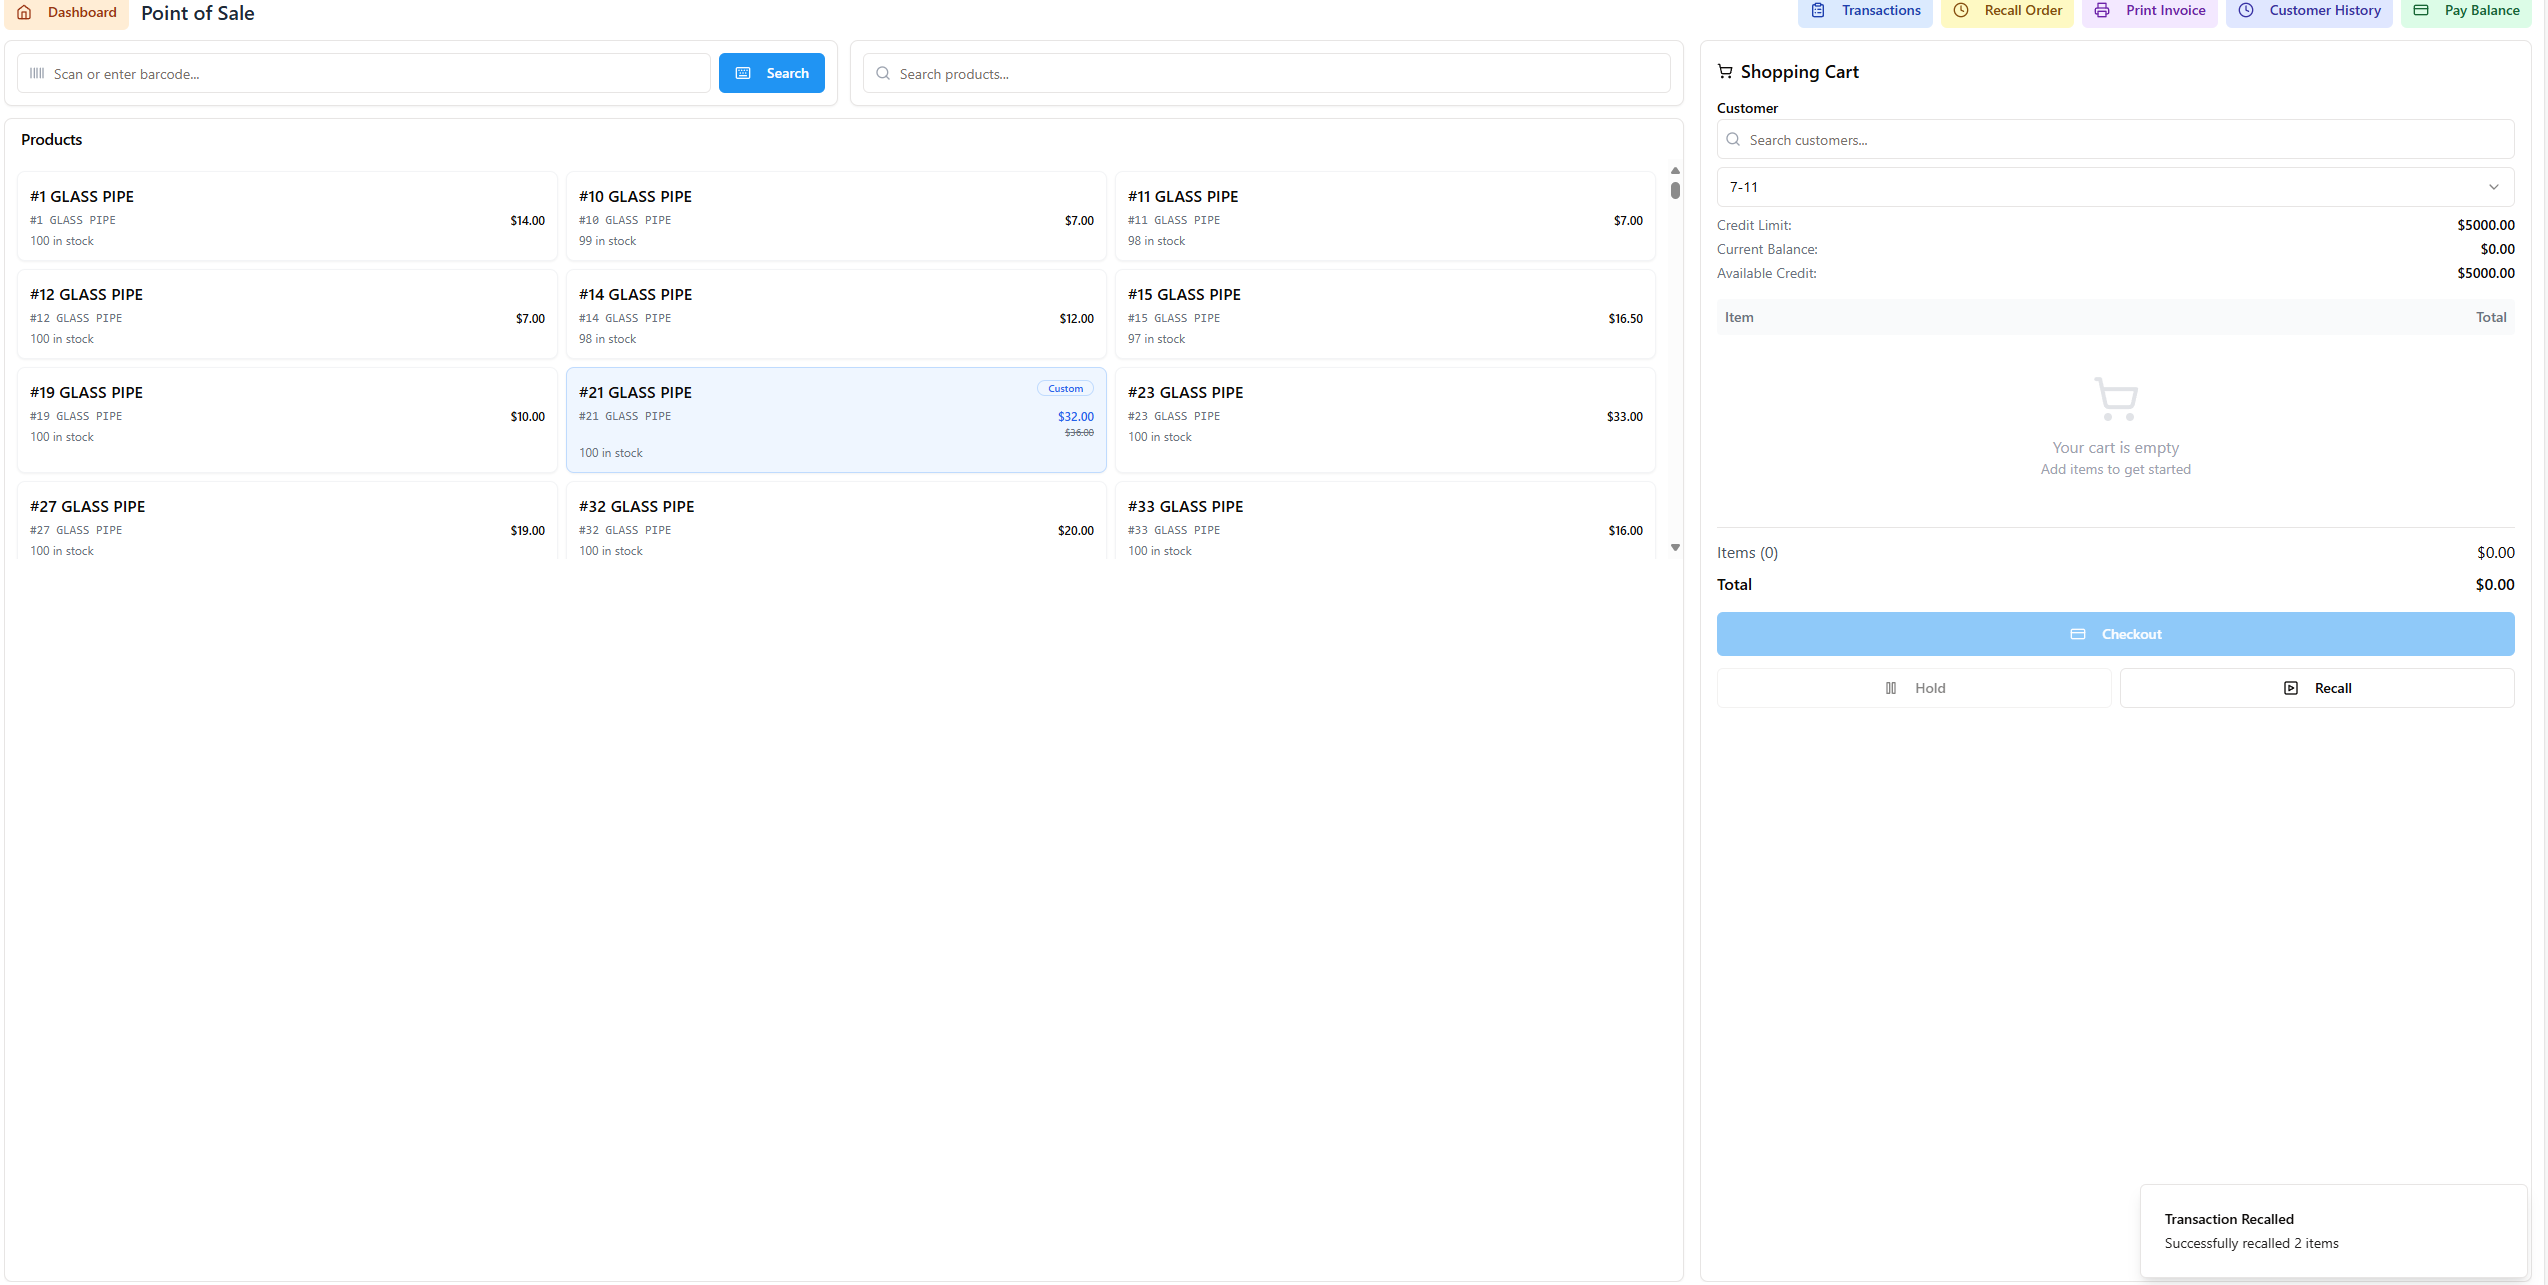 Dashboard
Point of Sale
Transactions
Recall Order
Print Invoice
Customer History
Pay Balance
Scan or enter barcode...
Search
Search products...
Products
#1 GLASS PIPE
#1 GLASS PIPE
$14.00
100 in stock
#10 GLASS PIPE
#10 GLASS PIPE
$7.00
99 in stock
#11 GLASS PIPE
#11 GLASS PIPE
$7.00
98 in stock
#12 GLASS PIPE
#12 GLASS PIPE
$7.00
100 in stock
#14 GLASS PIPE
#14 GLASS PIPE
$12.00
98 in stock
#15 GLASS PIPE
#15 GLASS PIPE
$16.50
97 in stock
#19 GLASS PIPE
#19 GLASS PIPE
$10.00
100 in stock
#21 GLASS PIPE
Custom
#21 GLASS PIPE
$32.00
$36.00
100 in stock
#23 GLASS PIPE
#23 GLASS PIPE
$33.00
100 in stock
#27 GLASS PIPE
#27 GLASS PIPE
$19.00
100 in stock
#32 GLASS PIPE
#32 GLASS PIPE
$20.00
100 in stock
#33 GLASS PIPE
#33 GLASS PIPE
$16.00
100 in stock
Shopping Cart
Customer
Search customers...
7-11
Credit Limit: $5000.00
Current Balance: $0.00
Available Credit: $5000.00
Item Total
Your cart is empty
Add items to get started
Items (0) $0.00
Total $0.00
Checkout
Hold
Recall
Transaction Recalled
Successfully recalled 2 items